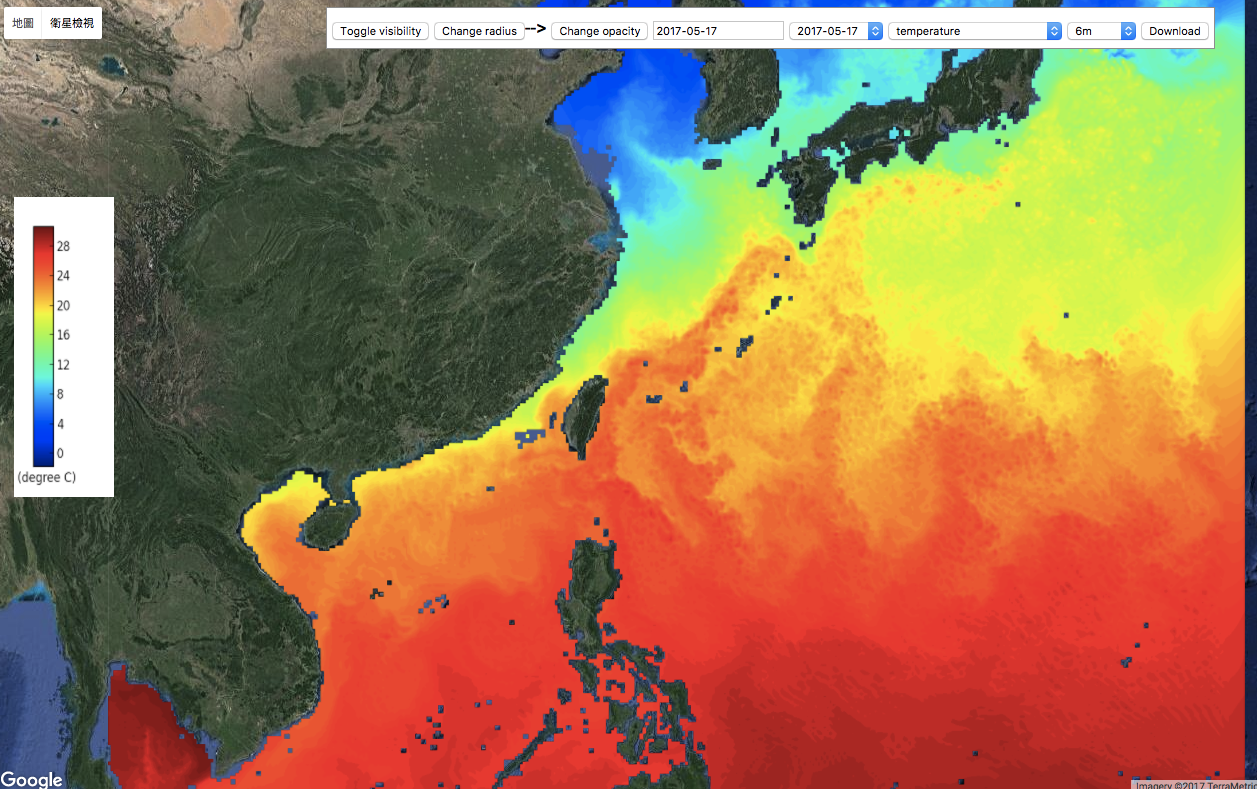 地圖 衛星檢視
Toggle visibility Change radius --> Change opacity 2017-05-17 2017-05-17 temperature 6m Download
28
24
20
16
12
8
4
0
(degree C)
Google
Imagery ©2017 TerraMetric